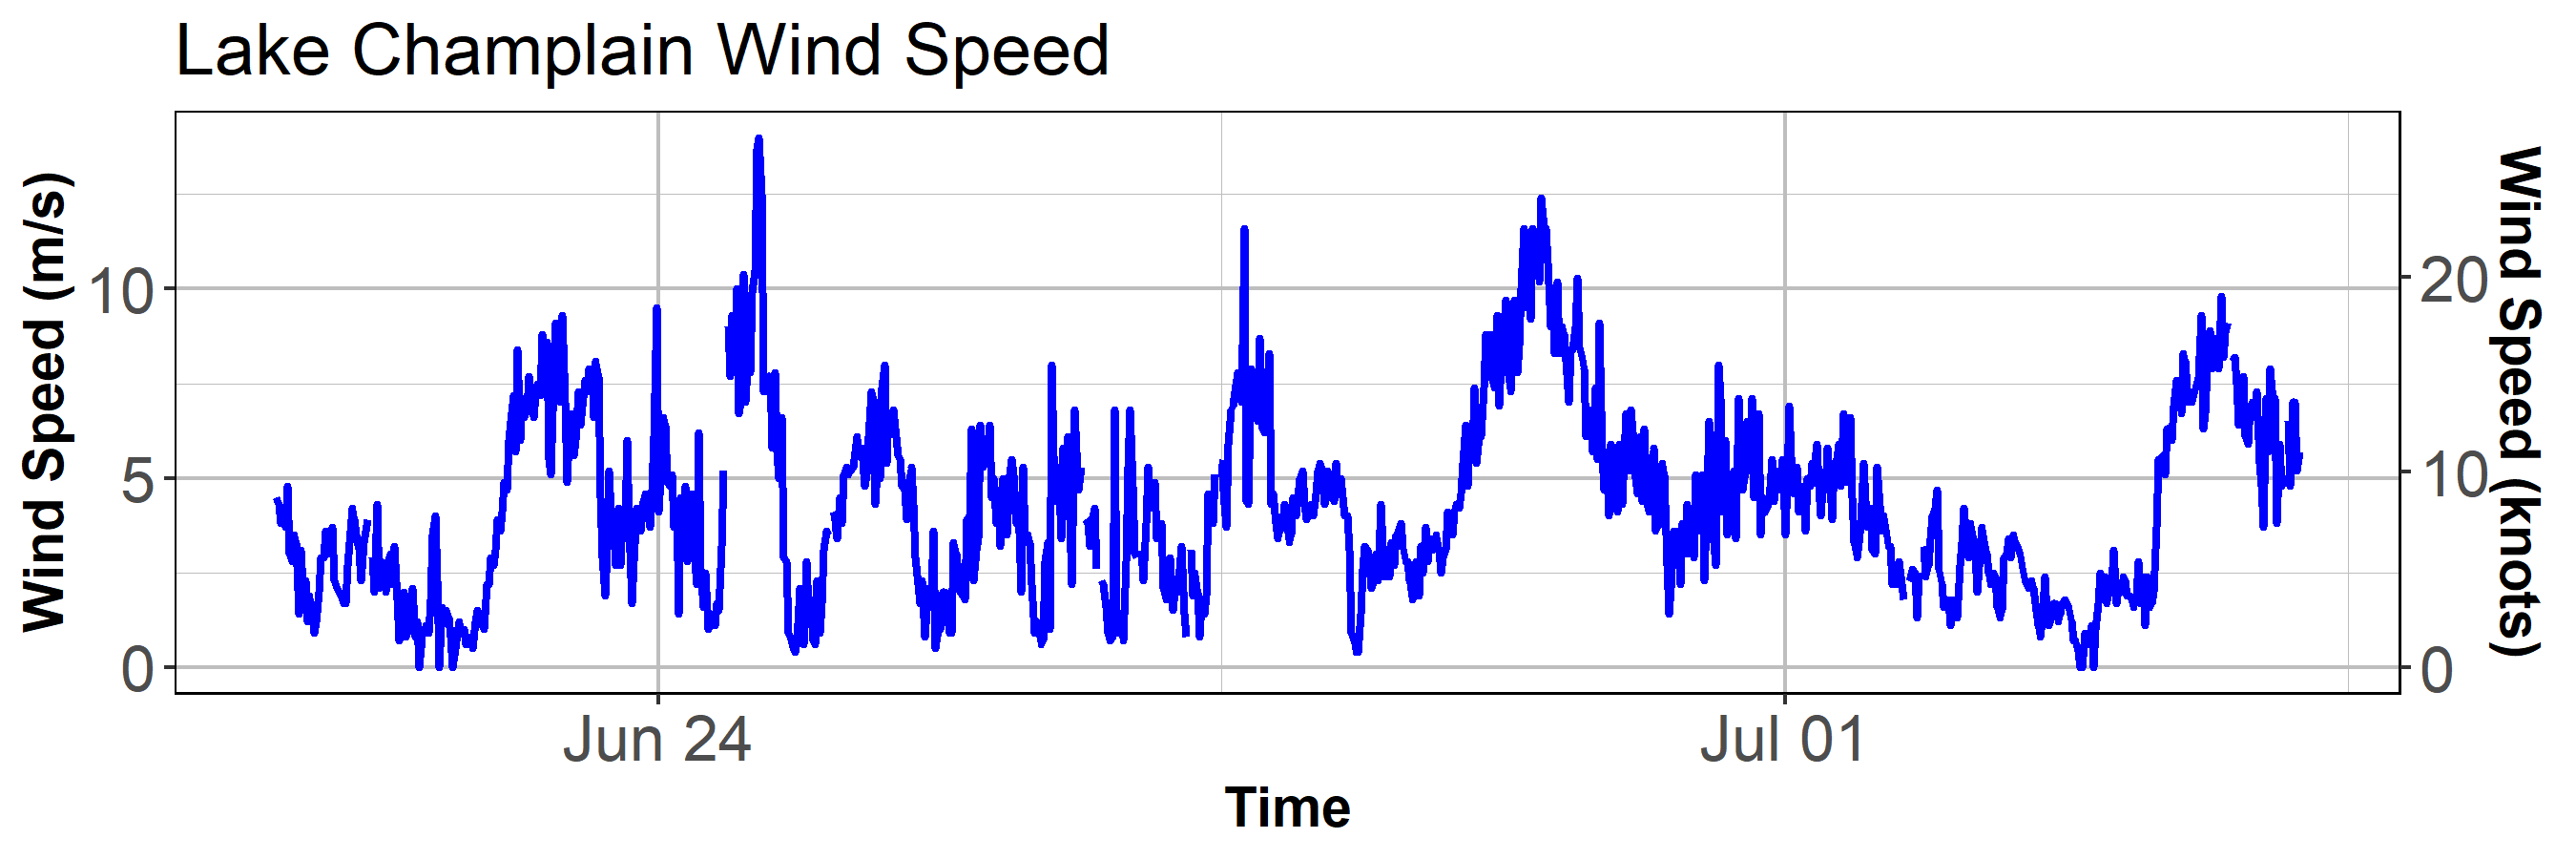 Lake Champlain Wind Speed
Wind Speed (m/s)
10
5
0
20
10
0
Wind Speed (knots)
Jun 24
Jul 01
Time